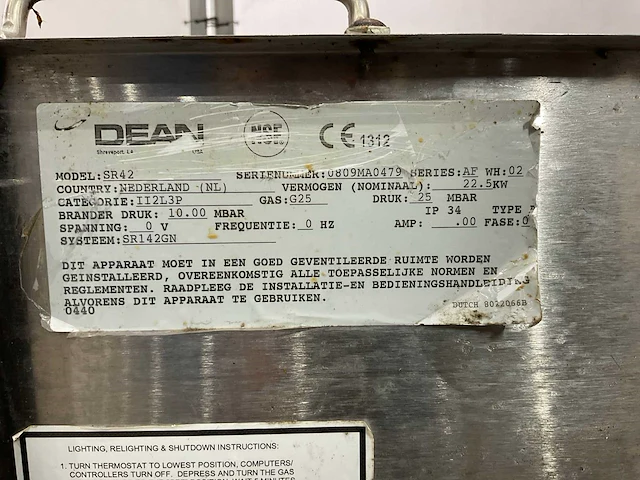 DEAN
Shreveport, LA USA
NSF
CE 1312
MODEL: SR42 SERIENUMMER: 0809MA0479 SERIES: AF WH: 02
COUNTRY: NEDERLAND (NL) VERMOGEN (NOMINAAL): 22.5KW
CATEGORIE: II2L3P GAS: G25 DRUK: 25 MBAR
BRANDER DRUK: 10.00 MBAR IP 34 TYPE
SPANNING: 0 V FREQUENTIE: 0 HZ AMP: .00 FASE: 0
SYSTEEM: SR142GN
DIT APPARAAT MOET IN EEN GOED GEVENTILEERDE RUIMTE WORDEN
GEINSTALLEERD, OVEREENKOMSTIG ALLE TOEPASSELIJKE NORMEN EN
REGLEMENTEN. RAADPLEEG DE INSTALLATIE-EN BEDIENINGSHANDLEIDING
ALVORENS DIT APPARAAT TE GEBRUIKEN.
0440
DUTCH 8022066B
LIGHTING, RELIGHTING & SHUTDOWN INSTRUCTIONS:
1. TURN THERMOSTAT TO LOWEST POSITION, COMPUTERS/
CONTROLLERS TURN OFF. DEPRESS AND TURN THE GAS